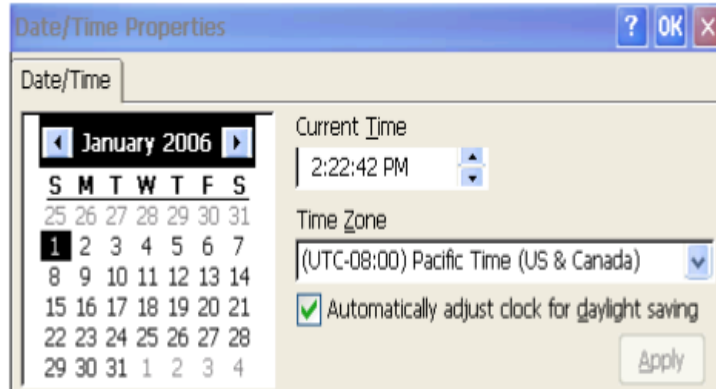 Date/Time Properties ? OK ×
Date/Time
January 2006
S M T W T F S
25 26 27 28 29 30 31
1 2 3 4 5 6 7
8 9 10 11 12 13 14
15 16 17 18 19 20 21
22 23 24 25 26 27 28
29 30 31 1 2 3 4
Current Time
2:22:42 PM
Time Zone
(UTC-08:00) Pacific Time (US & Canada)
Automatically adjust clock for daylight saving
Apply